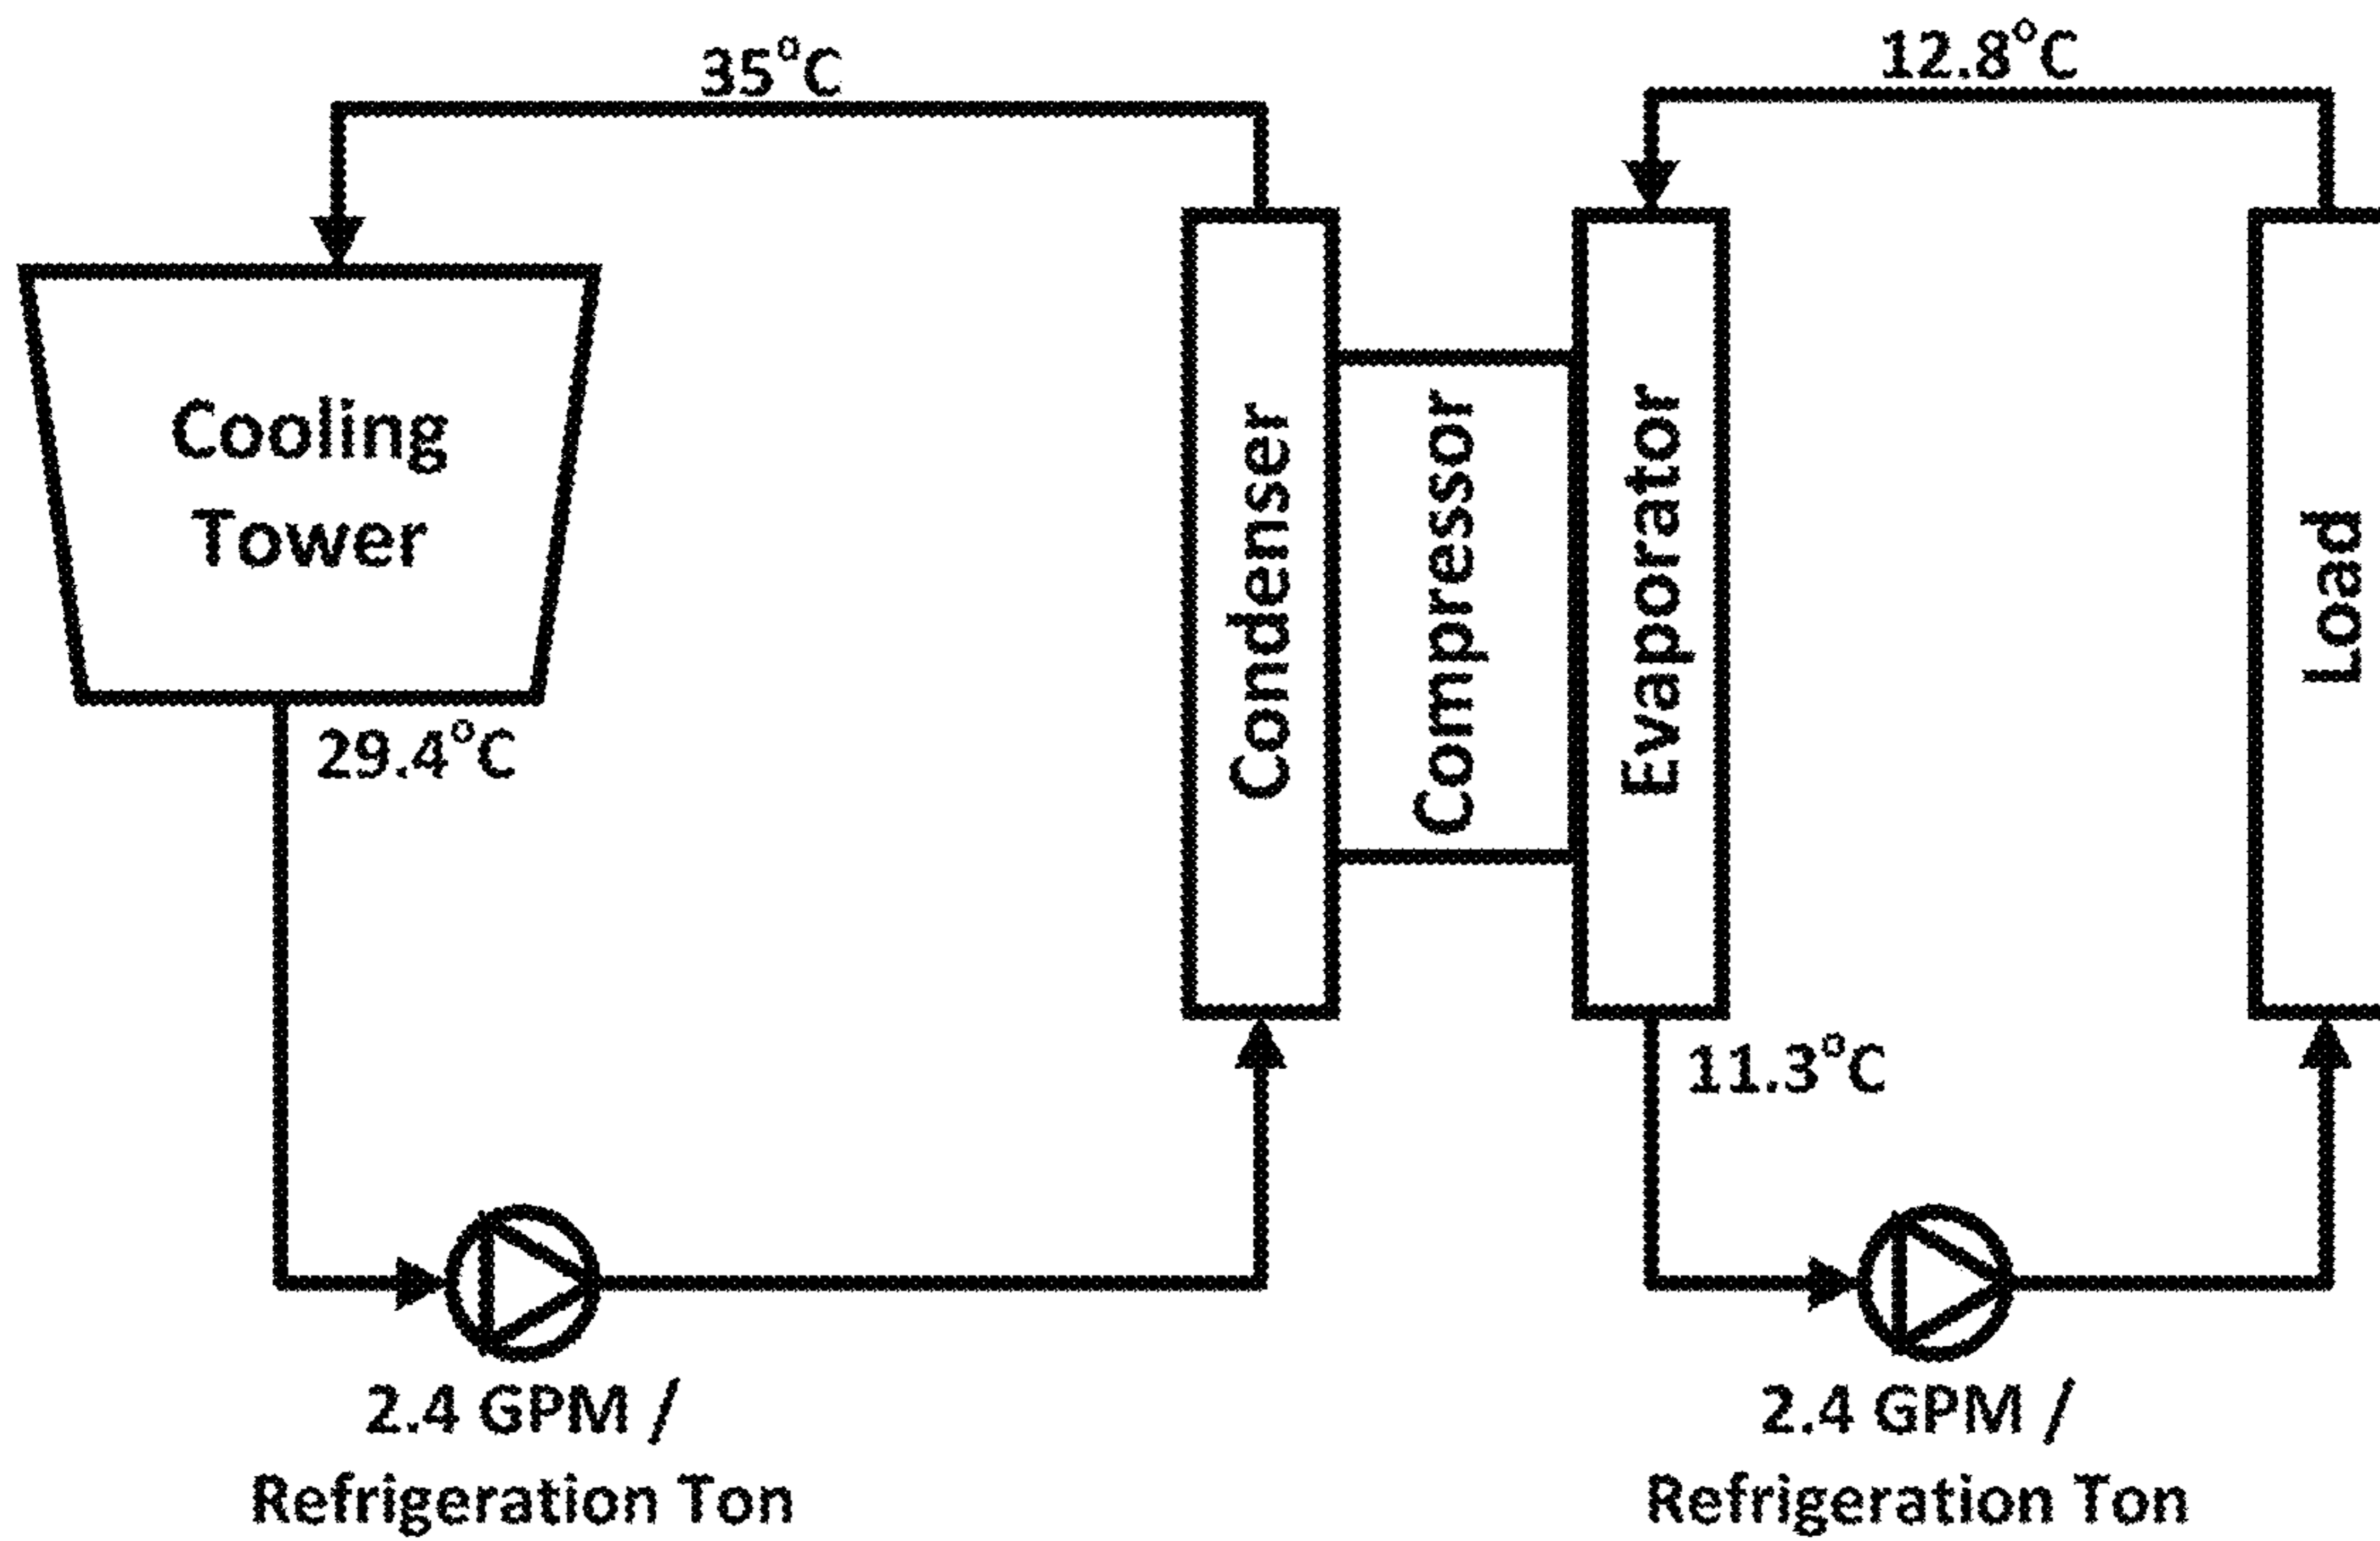 35°C
12.8°C
Cooling
Tower
Condenser
Compressor
Evaporator
Load
29.4°C
11.3°C
2.4 GPM /
Refrigeration Ton
2.4 GPM /
Refrigeration Ton